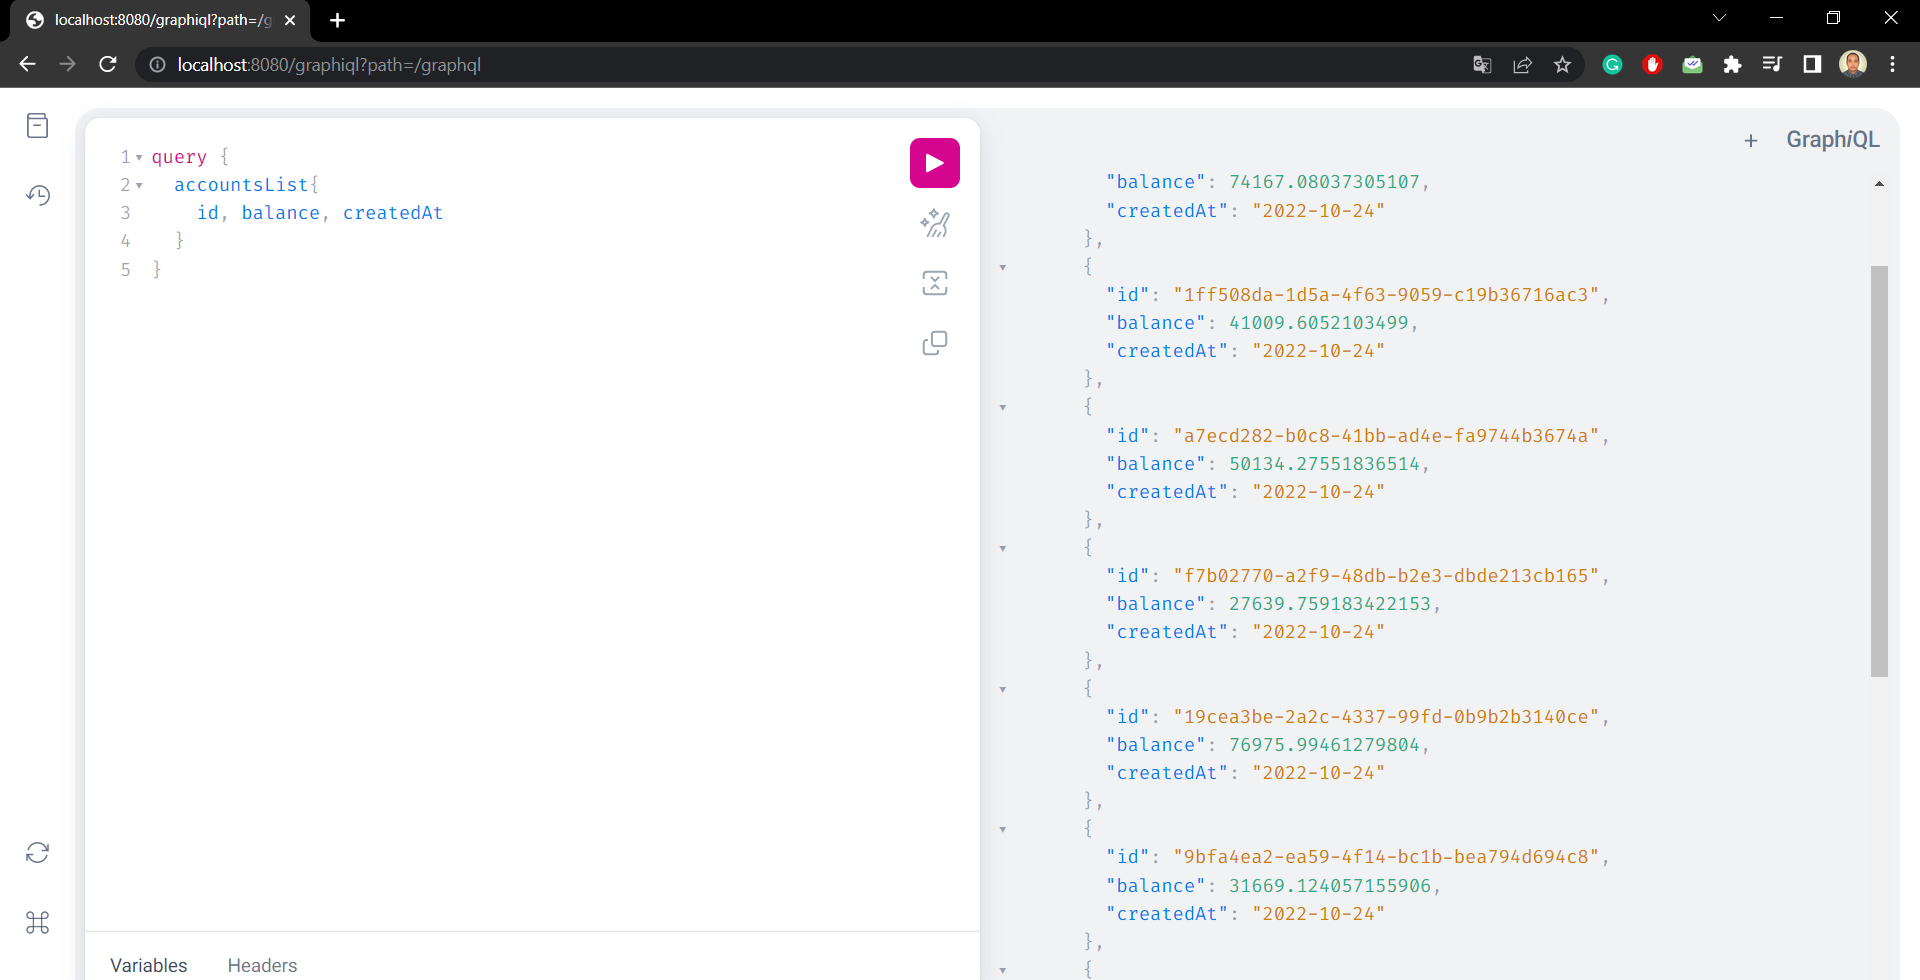 localhost:8080/graphiql?path=/g
localhost:8080/graphiql?path=/graphql
1 query {
2 accountsList{
3 id, balance, createdAt
4 }
5 }
Variables Headers
+ GraphiQL
"balance": 74167.08037305107,
"createdAt": "2022-10-24"
},
{
"id": "1ff508da-1d5a-4f63-9059-c19b36716ac3",
"balance": 41009.6052103499,
"createdAt": "2022-10-24"
},
{
"id": "a7ecd282-b0c8-41bb-ad4e-fa9744b3674a",
"balance": 50134.27551836514,
"createdAt": "2022-10-24"
},
{
"id": "f7b02770-a2f9-48db-b2e3-dbde213cb165",
"balance": 27639.759183422153,
"createdAt": "2022-10-24"
},
{
"id": "19cea3be-2a2c-4337-99fd-0b9b2b3140ce",
"balance": 76975.99461279804,
"createdAt": "2022-10-24"
},
{
"id": "9bfa4ea2-ea59-4f14-bc1b-bea794d694c8",
"balance": 31669.124057155906,
"createdAt": "2022-10-24"
},
{